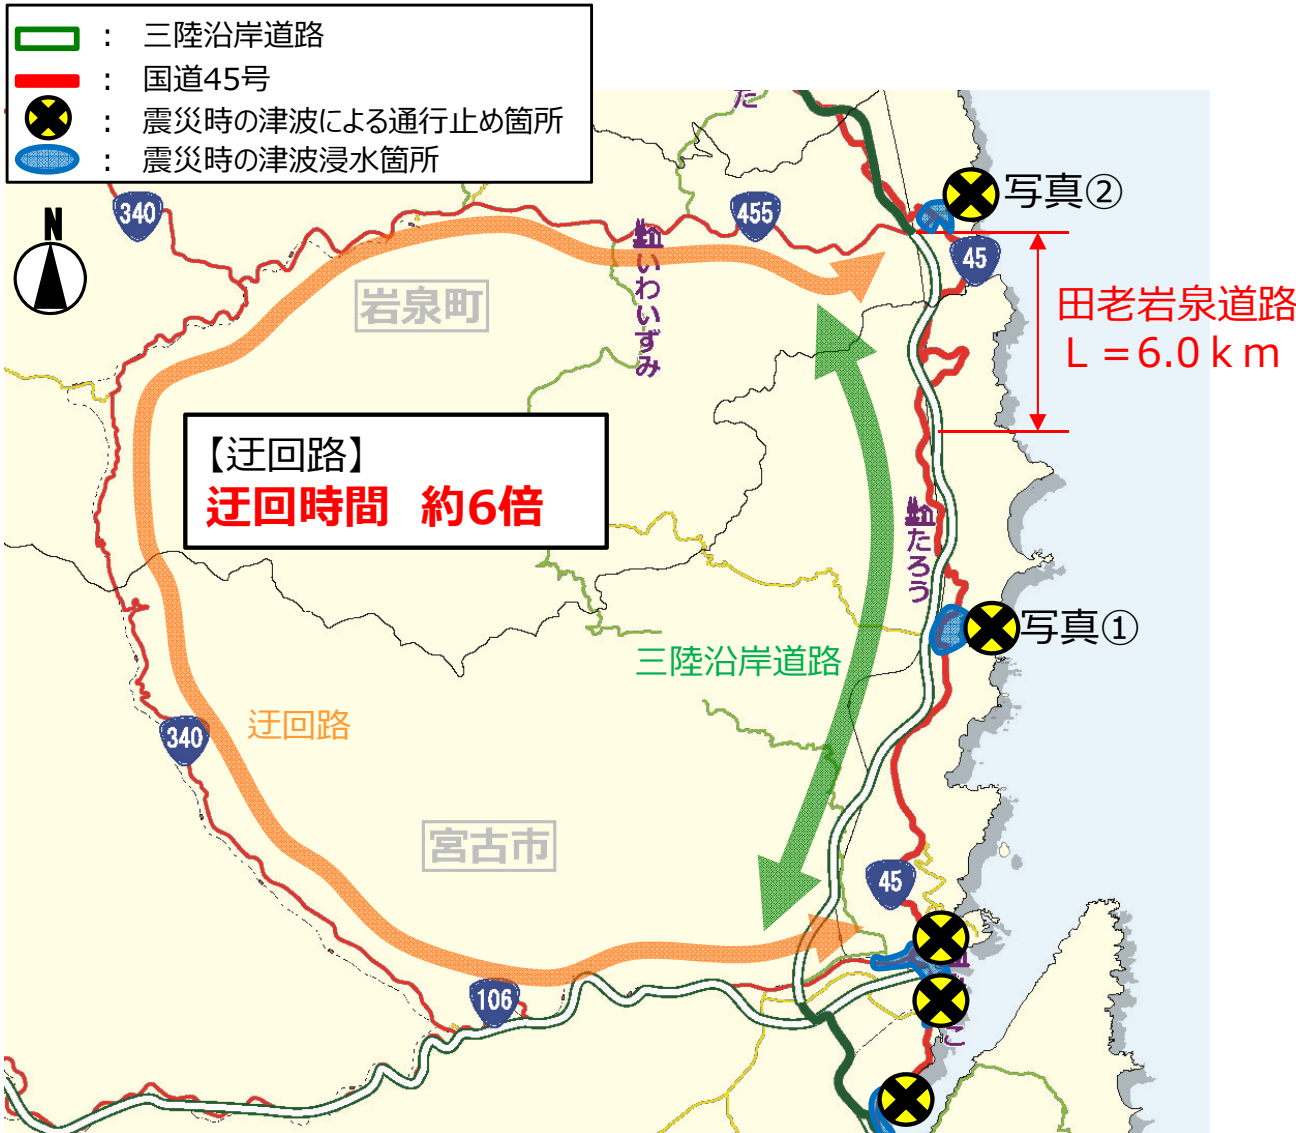 ： 三陸沿岸道路
： 国道45号
： 震災時の津波による通行止め箇所
： 震災時の津波浸水箇所
N
340
455
写真②
45
岩泉町
いわいずみ
田老岩泉道路
L＝6.0km
【迂回路】
迂回時間 約6倍
たろう
写真①
三陸沿岸道路
迂回路
340
宮古市
45
106
こ
た